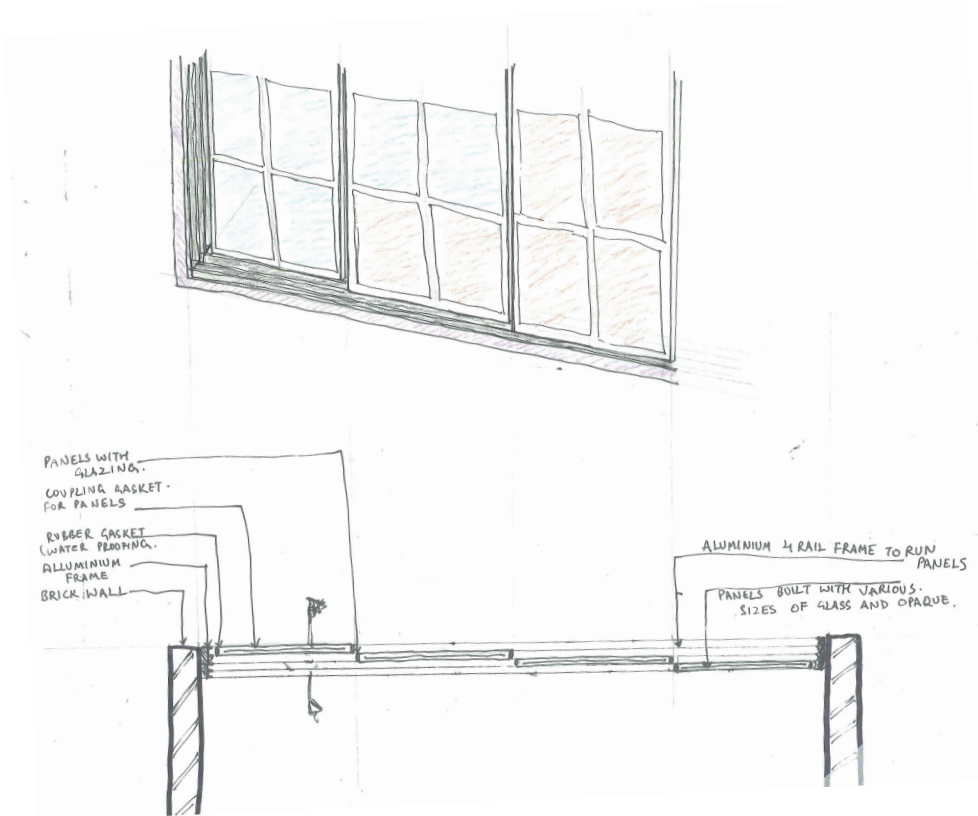 PANELS WITH
GLAZING.
COUPLING GASKET.
FOR PANELS
RUBBER GASKET
(WATER PROOFING.
ALLUMINIUM
FRAME
BRICK WALL
ALUMINIUM 4 RAIL FRAME TO RUN
PANELS
PANELS BUILT WITH VARIOUS.
SIZES OF GLASS AND OPAQUE.